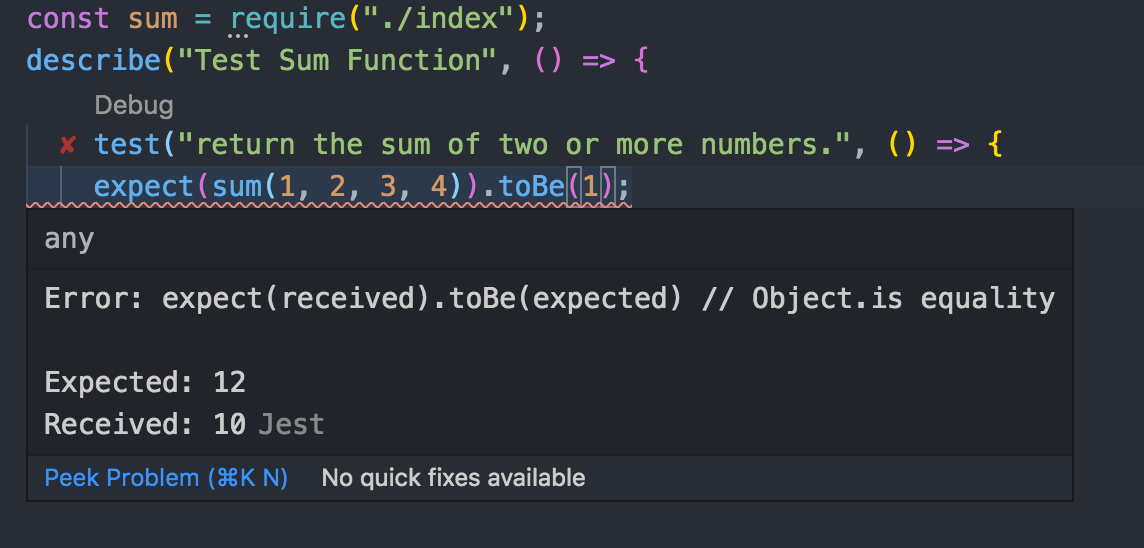 const sum = require("./index");
describe("Test Sum Function", () => {
Debug
✘ test("return the sum of two or more numbers.", () => {
expect(sum(1, 2, 3, 4)).toBe(1);
any
Error: expect(received).toBe(expected) // Object.is equality
Expected: 12
Received: 10 Jest
Peek Problem (⌘K N) No quick fixes available